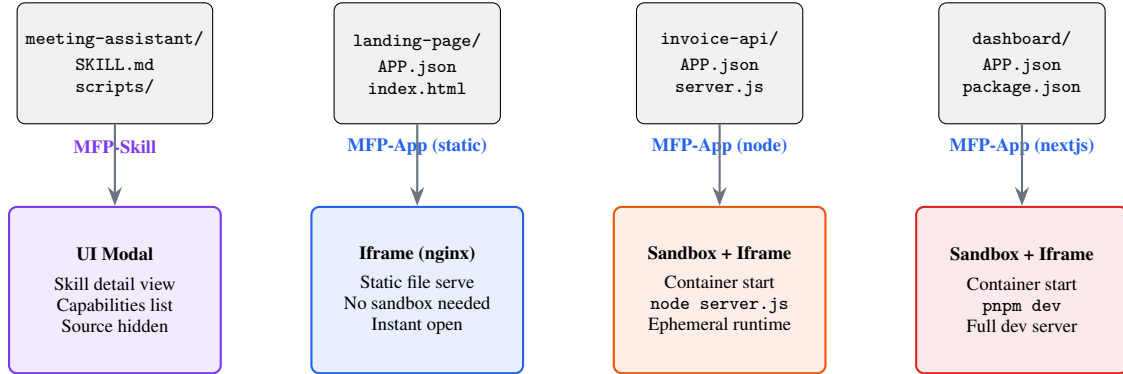 meeting-assistant/
SKILL.md
scripts/
MFP-Skill
UI Modal
Skill detail view
Capabilities list
Source hidden
landing-page/
APP.json
index.html
MFP-App (static)
Iframe (nginx)
Static file serve
No sandbox needed
Instant open
invoice-api/
APP.json
server.js
MFP-App (node)
Sandbox + Iframe
Container start
node server.js
Ephemeral runtime
dashboard/
APP.json
package.json
MFP-App (nextjs)
Sandbox + Iframe
Container start
pnpm dev
Full dev server